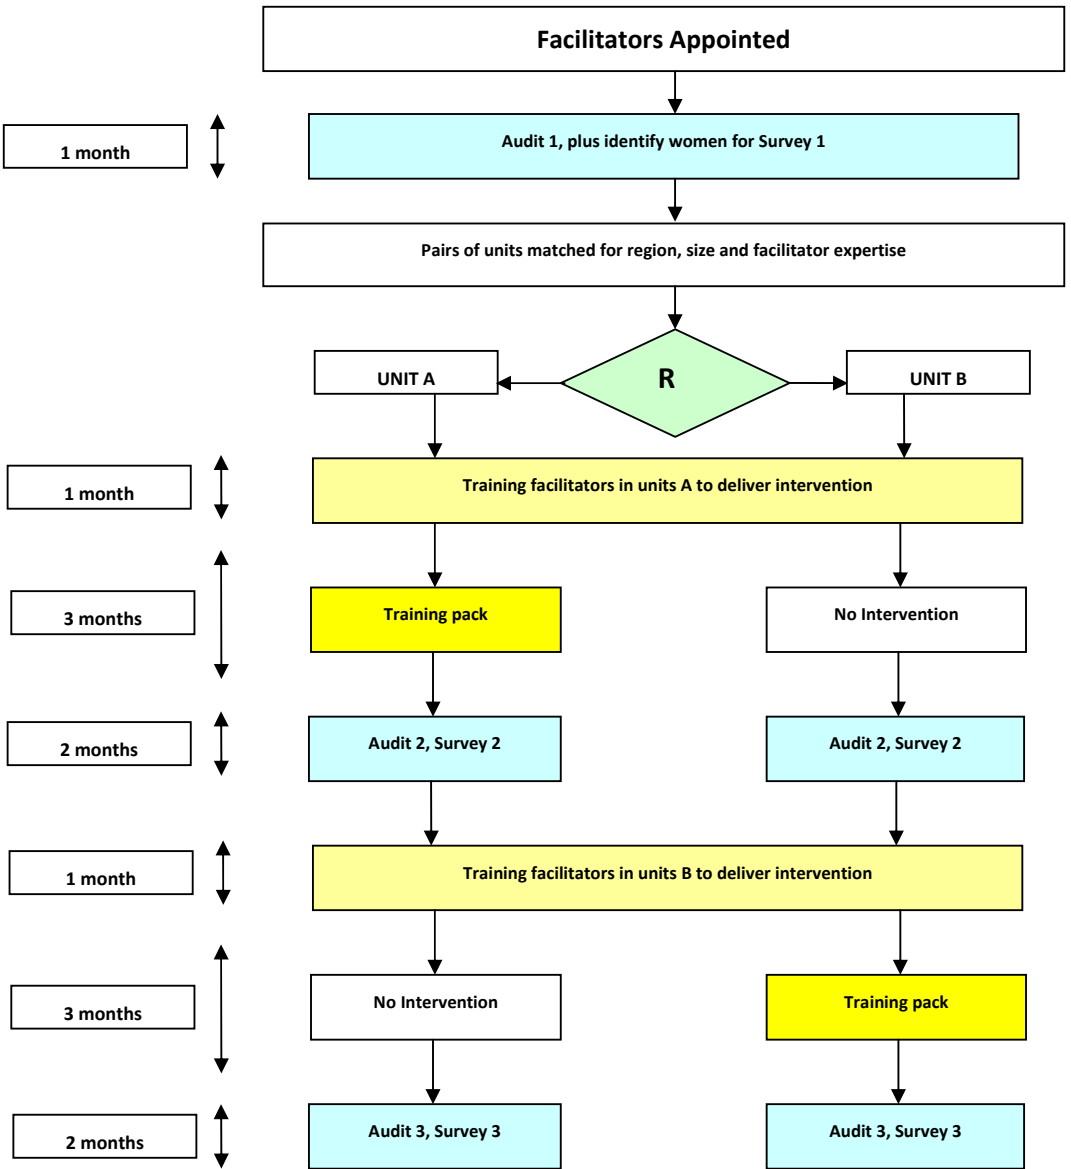 Facilitators Appointed
1 month
Audit 1, plus identify women for Survey 1
Pairs of units matched for region, size and facilitator expertise
UNIT A
R
UNIT B
1 month
Training facilitators in units A to deliver intervention
3 months
Training pack
No Intervention
2 months
Audit 2, Survey 2
Audit 2, Survey 2
1 month
Training facilitators in units B to deliver intervention
3 months
No Intervention
Training pack
2 months
Audit 3, Survey 3
Audit 3, Survey 3